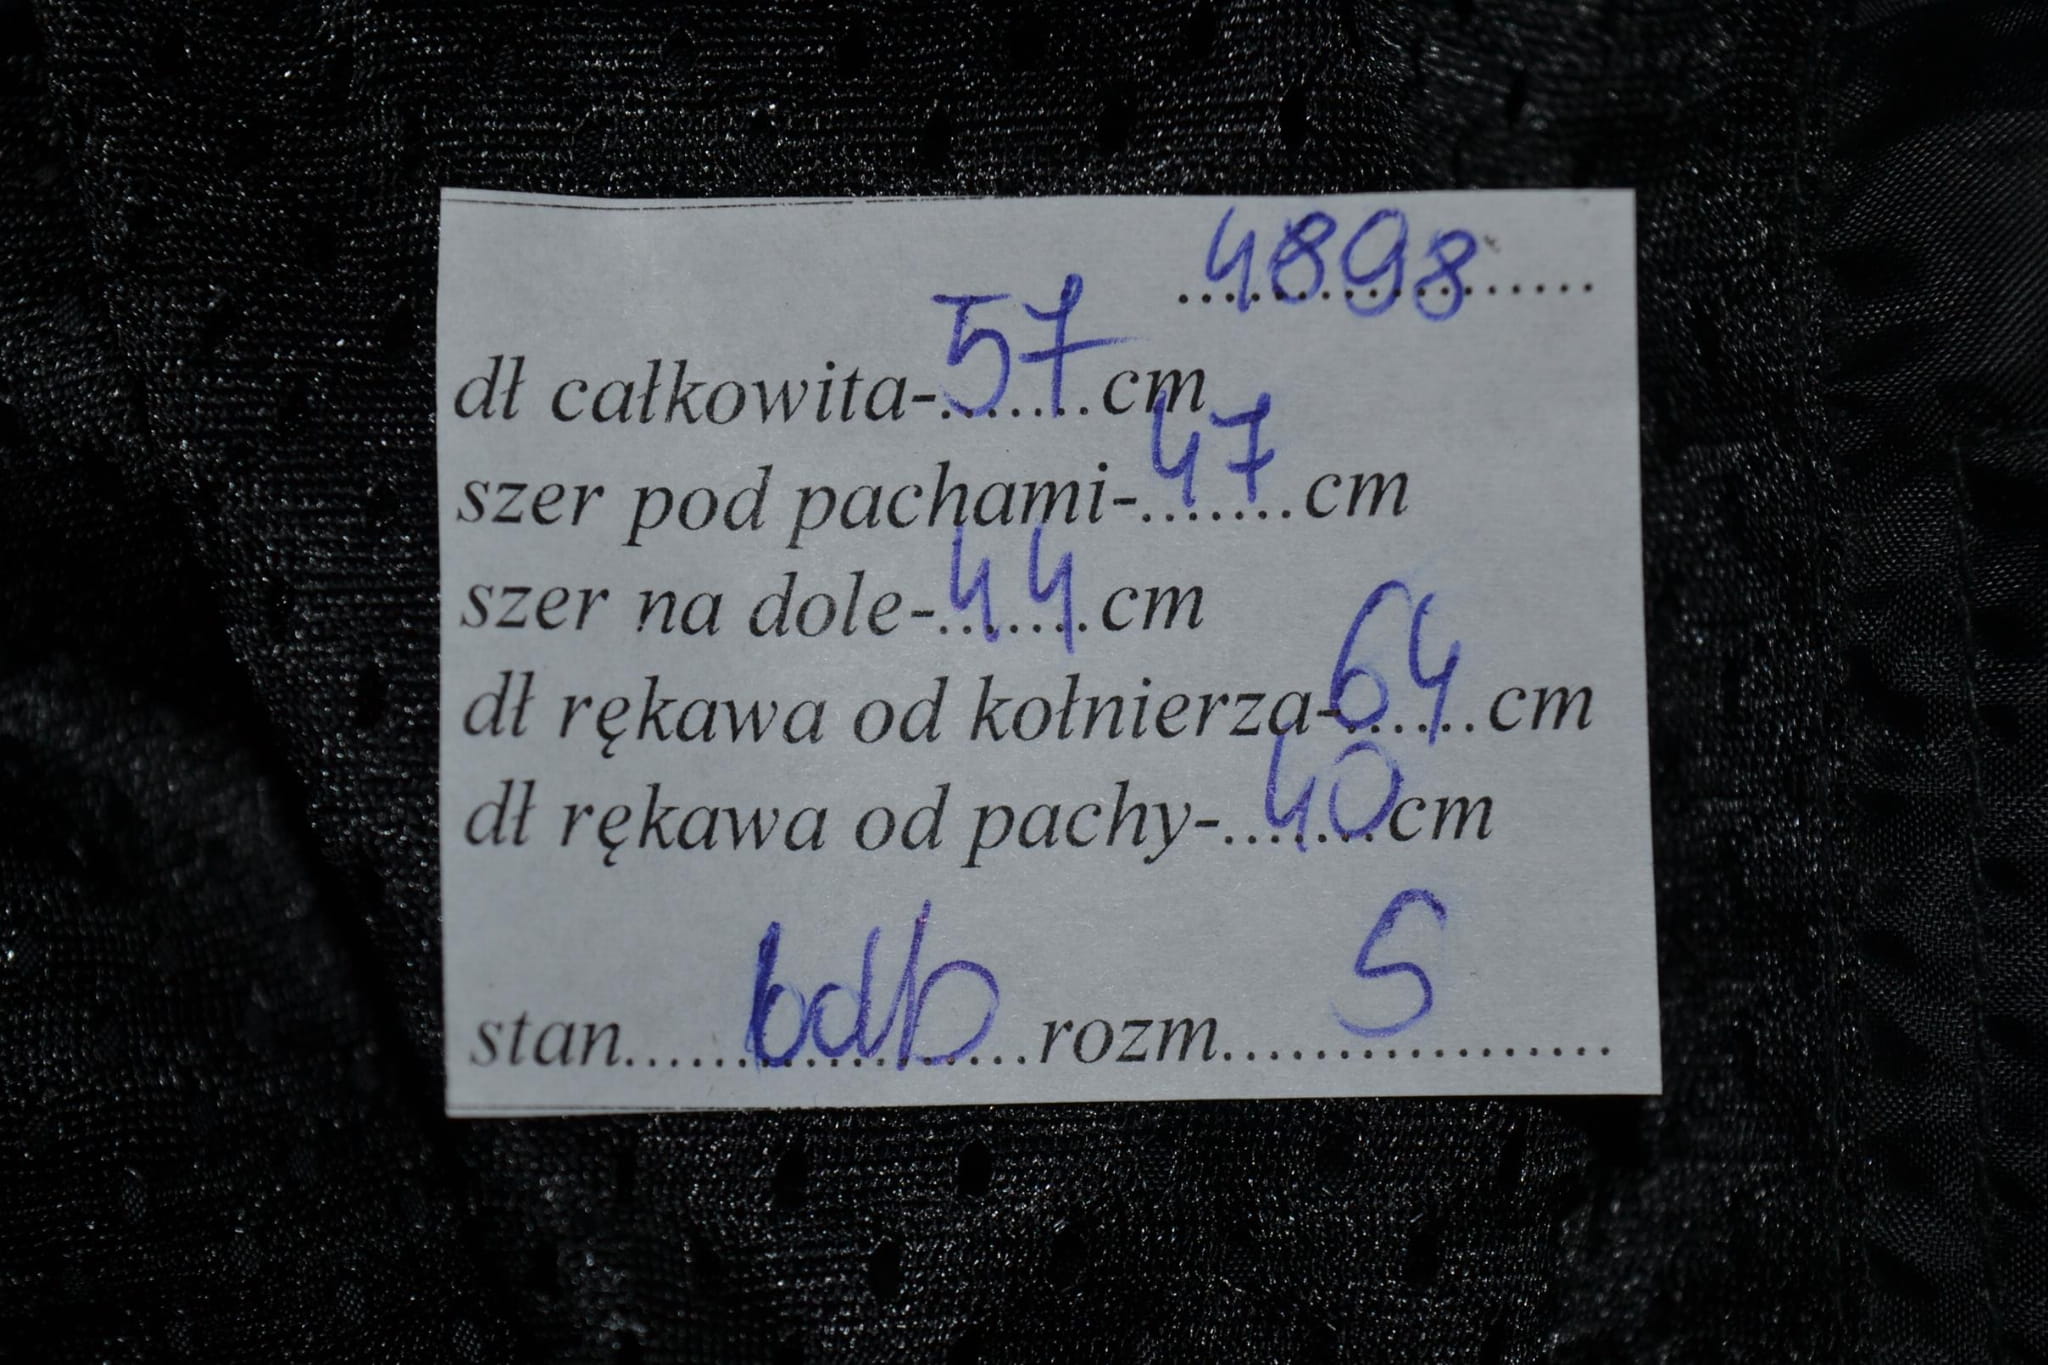 4898
dł całkowita-57cm
szer pod pachami-47cm
szer na dole-44cm
dł rękawa od kołnierza-64cm
dł rękawa od pachy-40cm
stan bdb rozm S